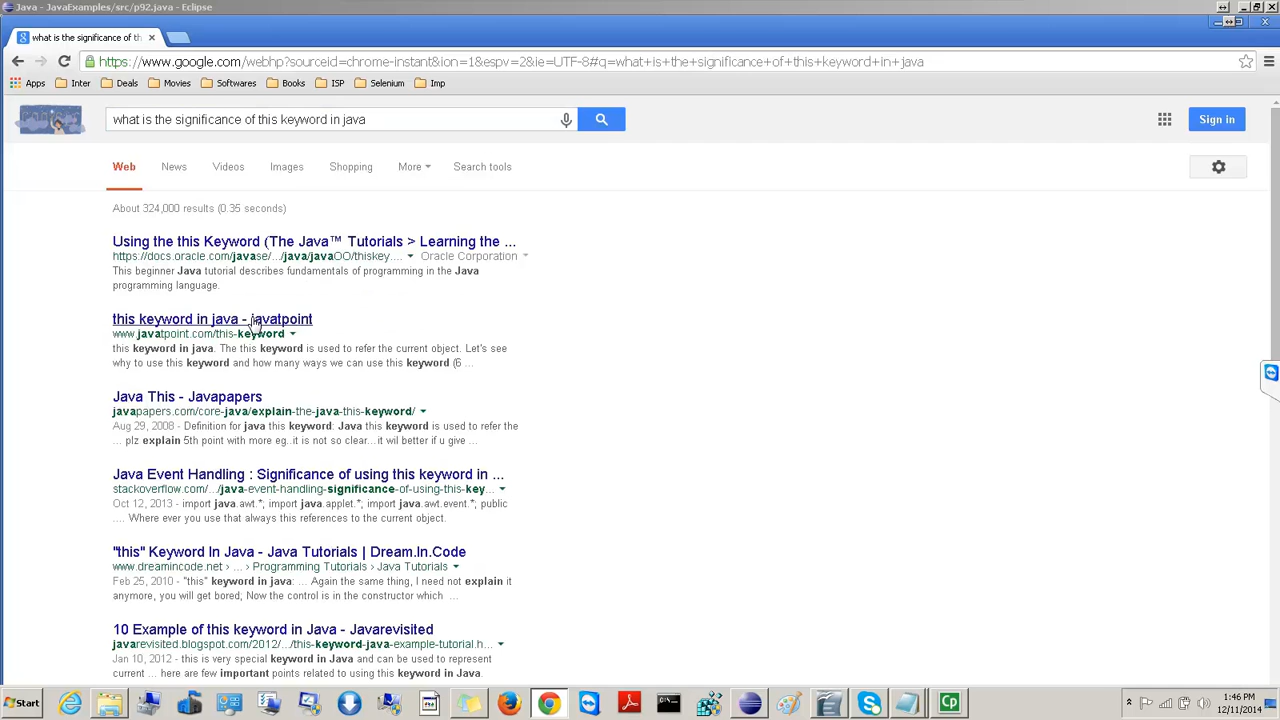 Java - JavaExamples/src/p92.java - Eclipse
what is the significance of th
https://www.google.com/webhp?sourceid=chrome-instant&ion=1&espv=2&ie=UTF-8#q=what+is+the+significance+of+this+keyword+in+java
Apps Inter Deals Movies Softwares Books ISP Selenium Imp
what is the significance of this keyword in java
Sign in
Web News Videos Images Shopping More Search tools
About 324,000 results (0.35 seconds)
Using the this Keyword (The Java™ Tutorials > Learning the ...
https://docs.oracle.com/javase/.../java/javaOO/thiskey.... Oracle Corporation
This beginner Java tutorial describes fundamentals of programming in the Java
programming language.
this keyword in java - javatpoint
www.javatpoint.com/this-keyword
this keyword in java. The this keyword is used to refer the current object. Let's see
why to use this keyword and how many ways we can use this keyword (6 ...
Java This - Javapapers
javapapers.com/core-java/explain-the-java-this-keyword/
Aug 29, 2008 - Definition for java this keyword: Java this keyword is used to refer the
... plz explain 5th point with more eg..it is not so clear...it wil better if u give ...
Java Event Handling : Significance of using this keyword in ...
stackoverflow.com/.../java-event-handling-significance-of-using-this-key...
Oct 12, 2013 - import java.awt.*; import java.applet.*; import java.awt.event.*; public
.... Where ever you use that always this references to the current object.
"this" Keyword In Java - Java Tutorials | Dream.In.Code
www.dreamincode.net › ... › Programming Tutorials › Java Tutorials
Feb 25, 2010 - "this" keyword in java: ... Again the same thing, I need not explain it
anymore, you will get bored; Now the control is in the constructor which ...
10 Example of this keyword in Java - Javarevisited
javarevisited.blogspot.com/2012/.../this-keyword-java-example-tutorial.h...
Jan 10, 2012 - this is very special keyword in Java and can be used to represent
current ... here are few important points related to using this keyword in Java.
Start
Cp
1:46 PM
12/11/2014